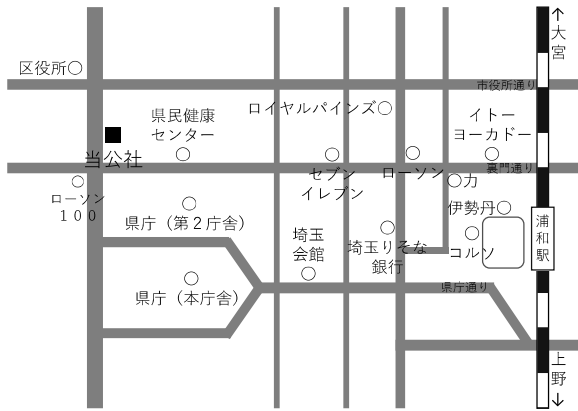 大宮
区役所
市役所通り
ロイヤルパインズ
県民健康
センター
イトー
ヨーカドー
当公社
裏門通り
セブン
イレブン
ローソン
力
ローソン
１００
伊勢丹
県庁（第２庁舎）
浦和駅
埼玉
会館
埼玉りそな
銀行
コルソ
県庁通り
県庁（本庁舎）
上野